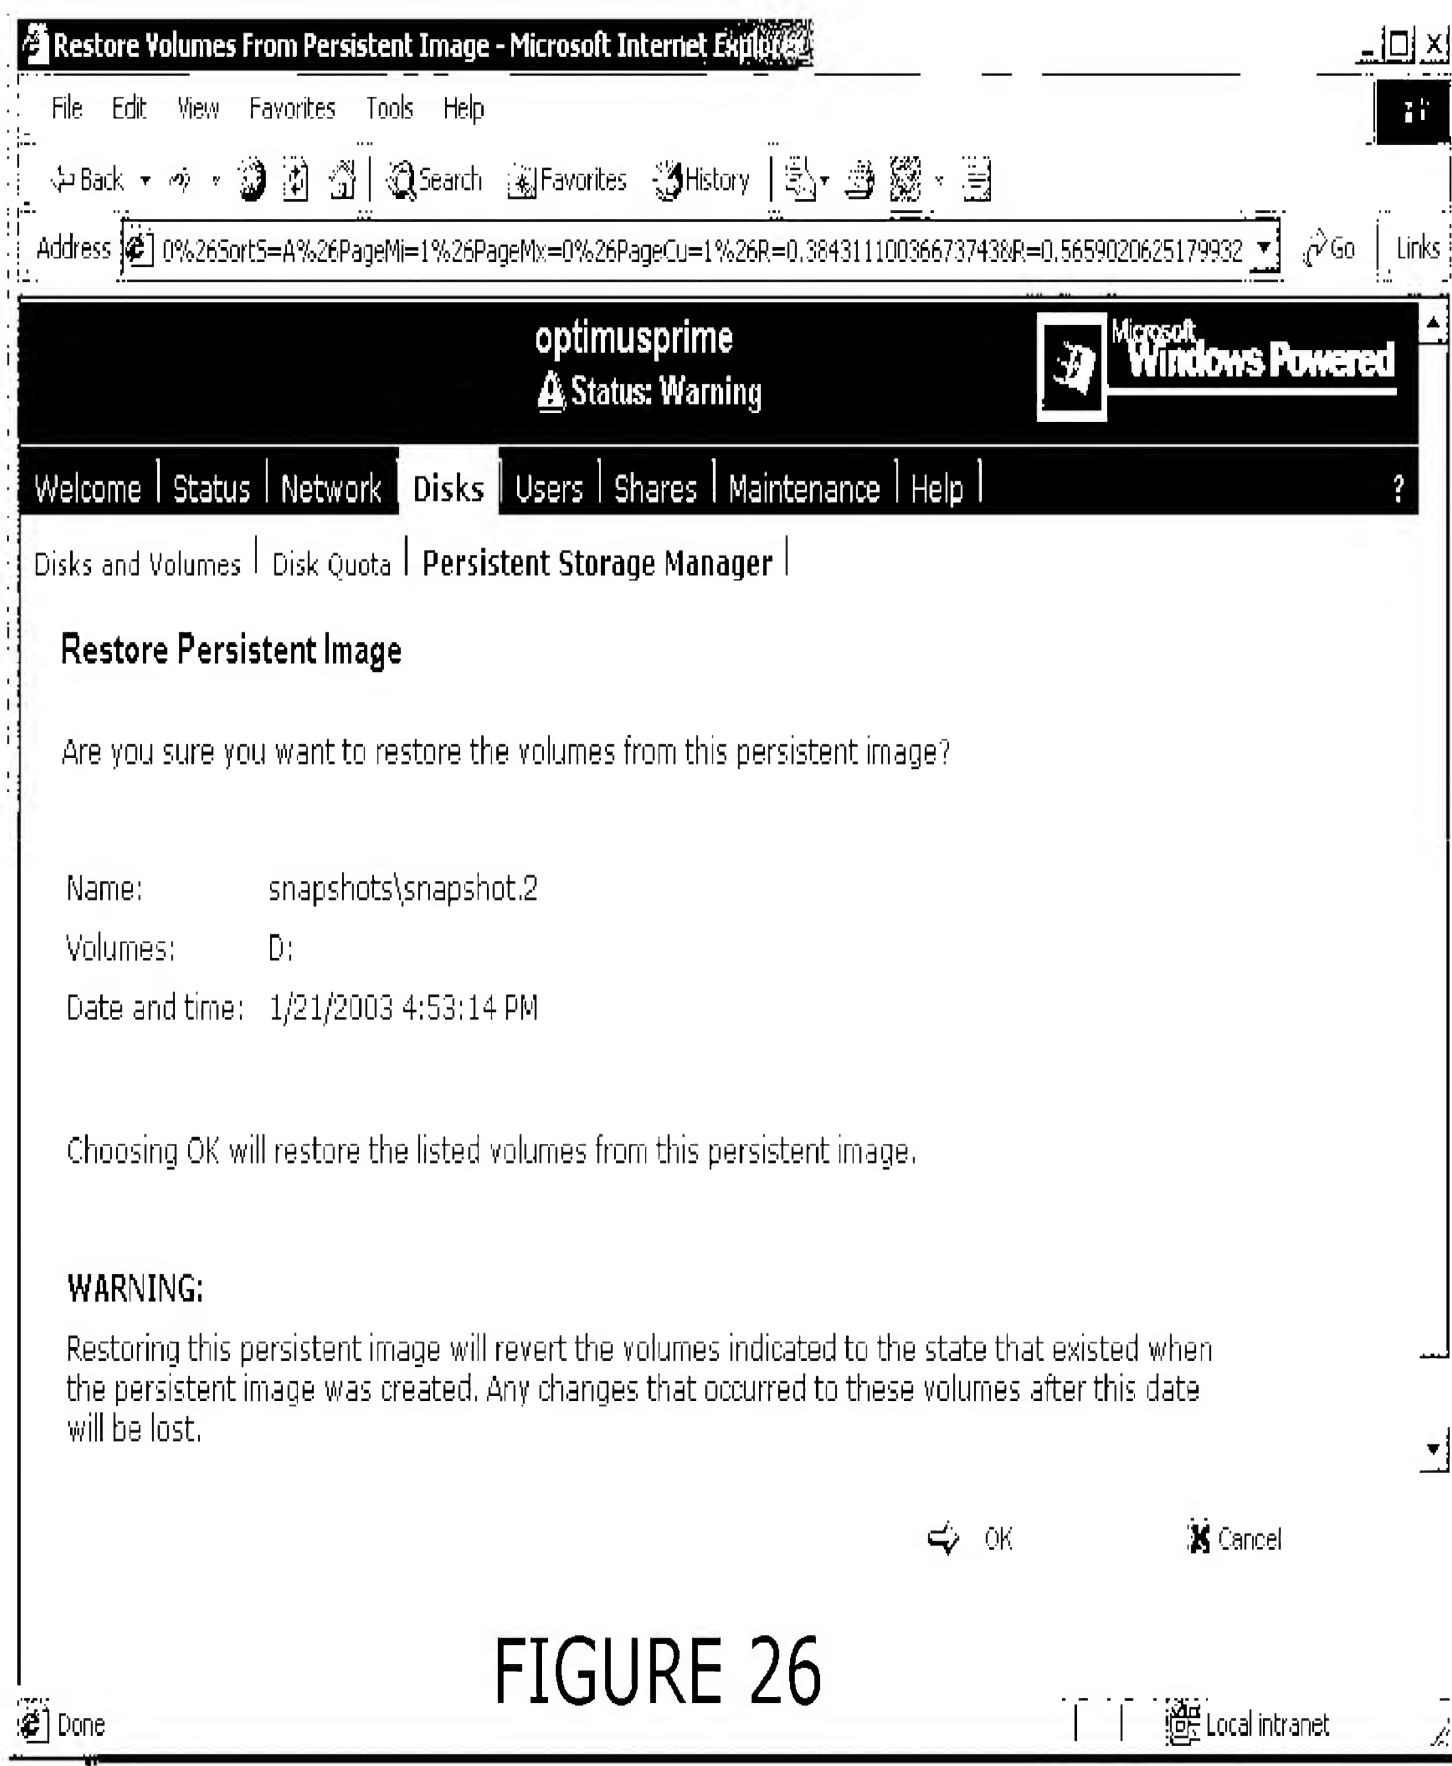 Restore Volumes From Persistent Image - Microsoft Internet Explorer
File Edit View Favorites Tools Help
Back Search Favorites History
Address 0%26SortS=A%26PageMi=1%26PageMx=0%26PageCu=1%26R=0.3843111003667374&R=0.5659020625179932 Go Links
optimusprime
Status: Warning
Microsoft
Windows Powered
Welcome | Status | Network | Disks | Users | Shares | Maintenance | Help | ?
Disks and Volumes | Disk Quota | Persistent Storage Manager |
Restore Persistent Image
Are you sure you want to restore the volumes from this persistent image?
Name: snapshots\snapshot.2
Volumes: D:
Date and time: 1/21/2003 4:53:14 PM
Choosing OK will restore the listed volumes from this persistent image.
WARNING:
Restoring this persistent image will revert the volumes indicated to the state that existed when
the persistent image was created. Any changes that occurred to these volumes after this date
will be lost.
OK Cancel
FIGURE 26
Done Local intranet